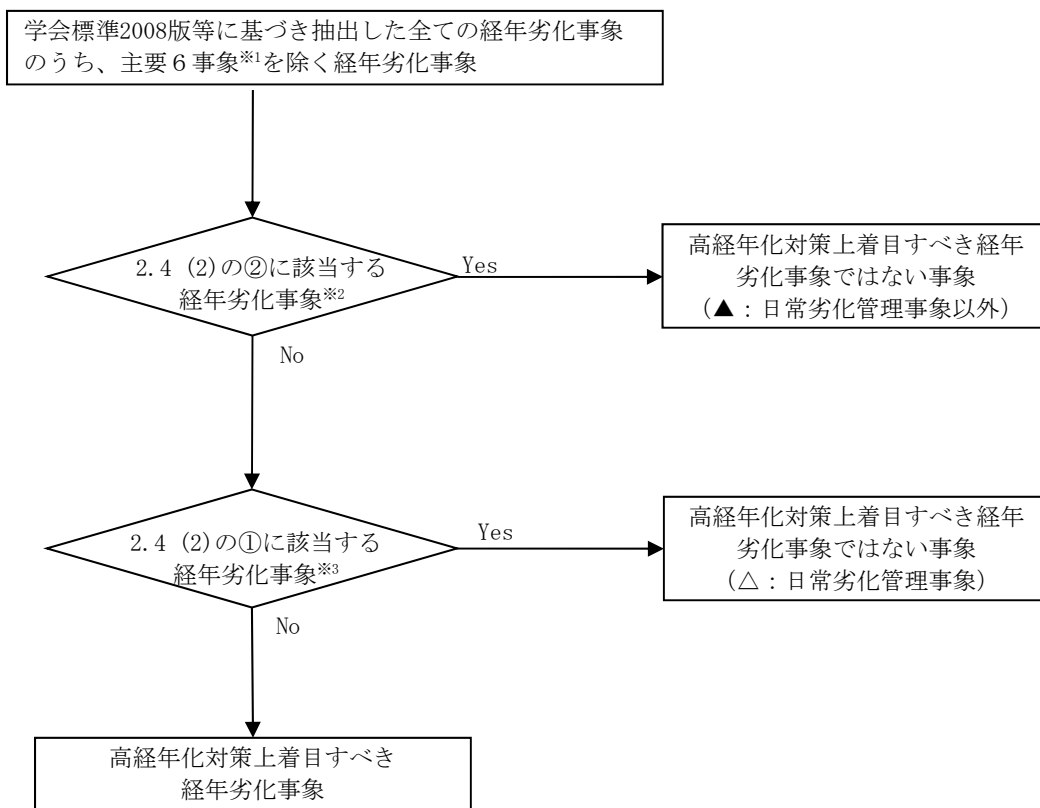 学会標準2008版等に基づき抽出した全ての経年劣化事象
のうち、主要６事象※1を除く経年劣化事象
2.4 (2)の②に該当する
経年劣化事象※2
Yes
高経年化対策上着目すべき経年
劣化事象ではない事象
(▲：日常劣化管理事象以外)
No
2.4 (2)の①に該当する
経年劣化事象※3
Yes
高経年化対策上着目すべき経年
劣化事象ではない事象
(△：日常劣化管理事象)
No
高経年化対策上着目すべき
経年劣化事象